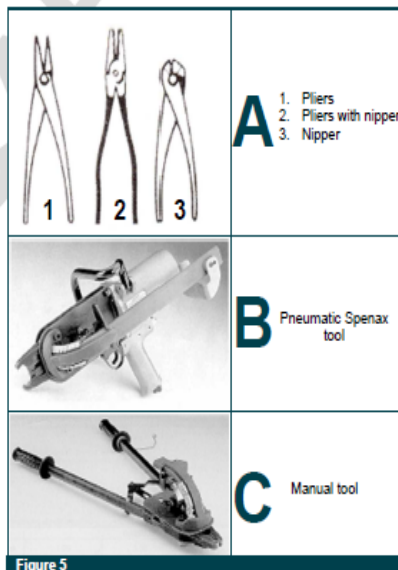 1 2 3
A
1. Pliers
2. Pliers with nipper
3. Nipper
B
Pneumatic Spenax
tool
C
Manual tool
Figure 5